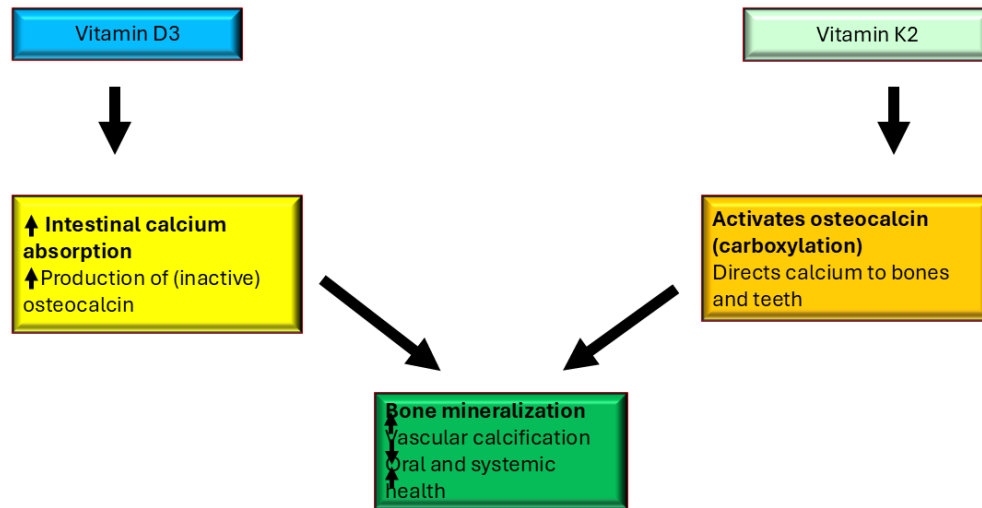 Vitamin D3
Vitamin K2
Intestinal calcium
absorption
Production of (inactive)
osteocalcin
Activates osteocalcin
(carboxylation)
Directs calcium to bones
and teeth
Bone mineralization
Vascular calcification
Oral and systemic
health